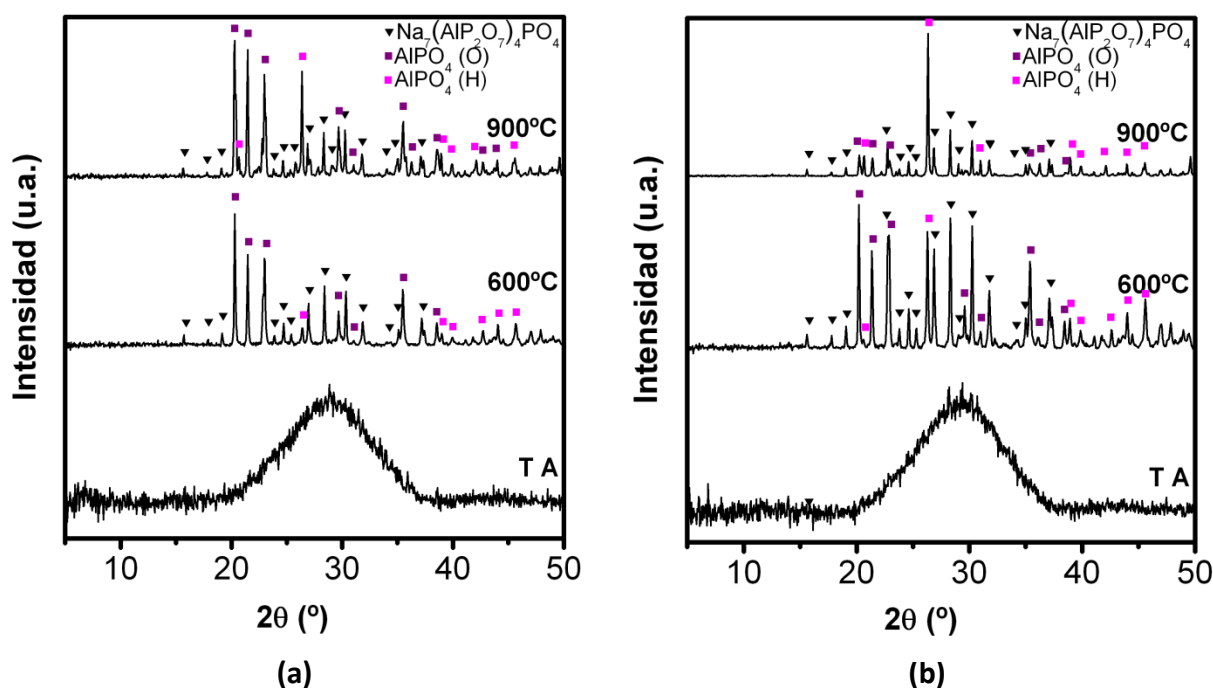 Intensidad (u.a.)
Na7(AlP2O7)4PO4
AlPO4 (O)
AlPO4 (H)
900ºC
600ºC
T A
10 20 30 40 50
2θ (º)
(a)
Intensidad (u.a.)
Na7(AlP2O7)4PO4
AlPO4 (O)
AlPO4 (H)
900ºC
600ºC
T A
10 20 30 40 50
2θ (º)
(b)